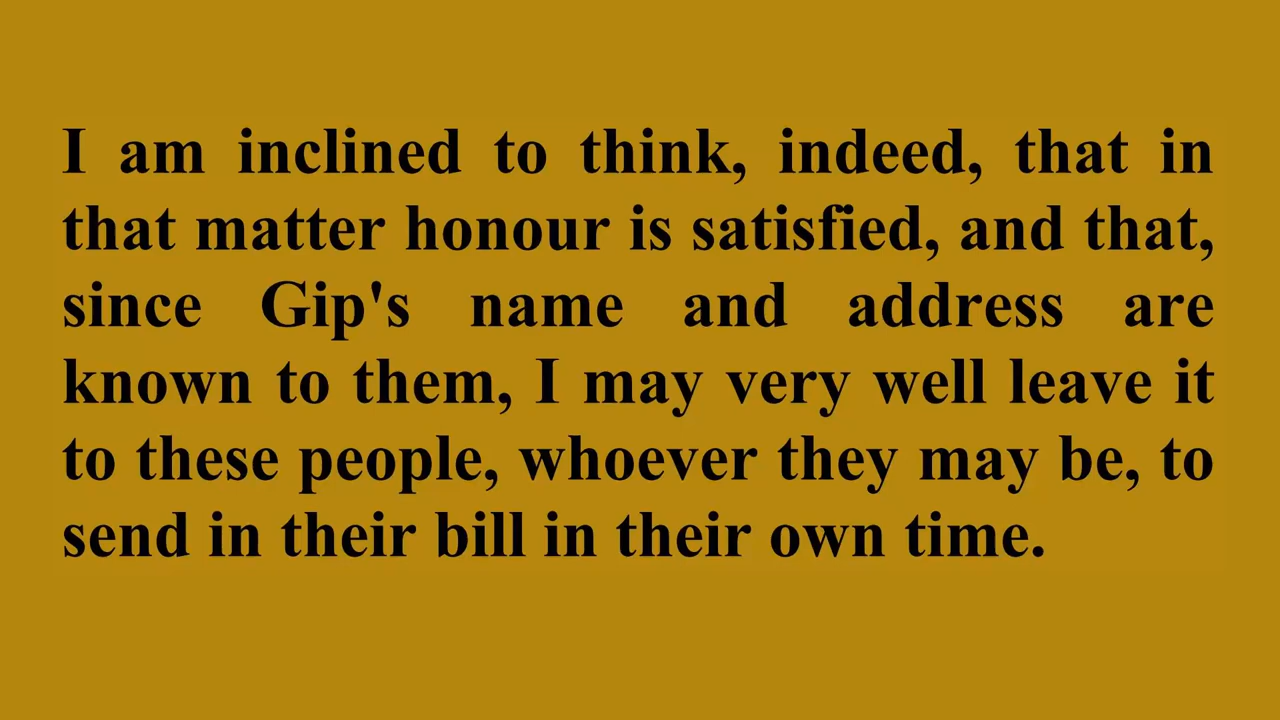 I am inclined to think, indeed, that in
that matter honour is satisfied, and that,
since Gip's name and address are
known to them, I may very well leave it
to these people, whoever they may be, to
send in their bill in their own time.